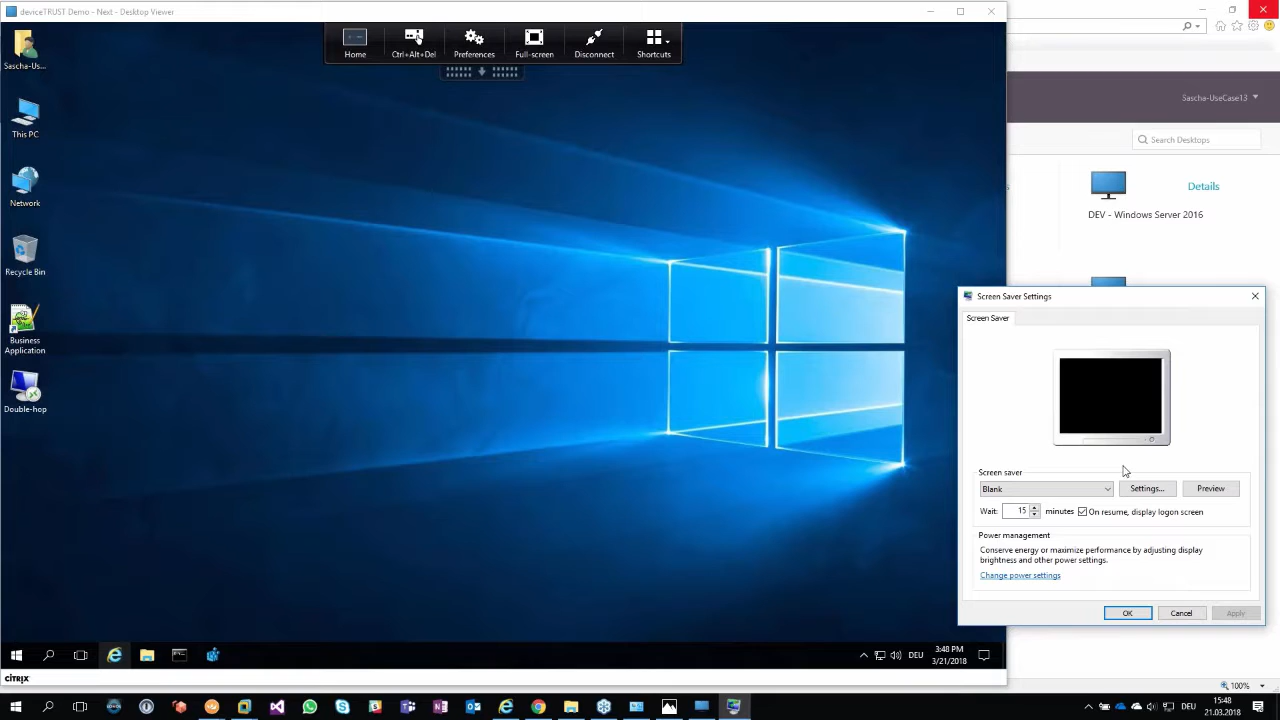 deviceTRUST Demo - Next - Desktop Viewer
Home
Ctrl+Alt+Del
Preferences
Full-screen
Disconnect
Shortcuts
Sascha-Us...
This PC
Network
Recycle Bin
Business
Application
Double-hop
3:48 PM
DEU
3/21/2018
CİTRIX
Sascha-UseCase13
Search Desktops
Details
DEV - Windows Server 2016
Screen Saver Settings
Screen Saver
Screen saver
Blank
Settings...
Preview
Wait: 15 minutes On resume, display logon screen
Power management
Conserve energy or maximize performance by adjusting display
brightness and other power settings.
Change power settings
OK
Cancel
Apply
100%
15:48
DEU
21.03.2018